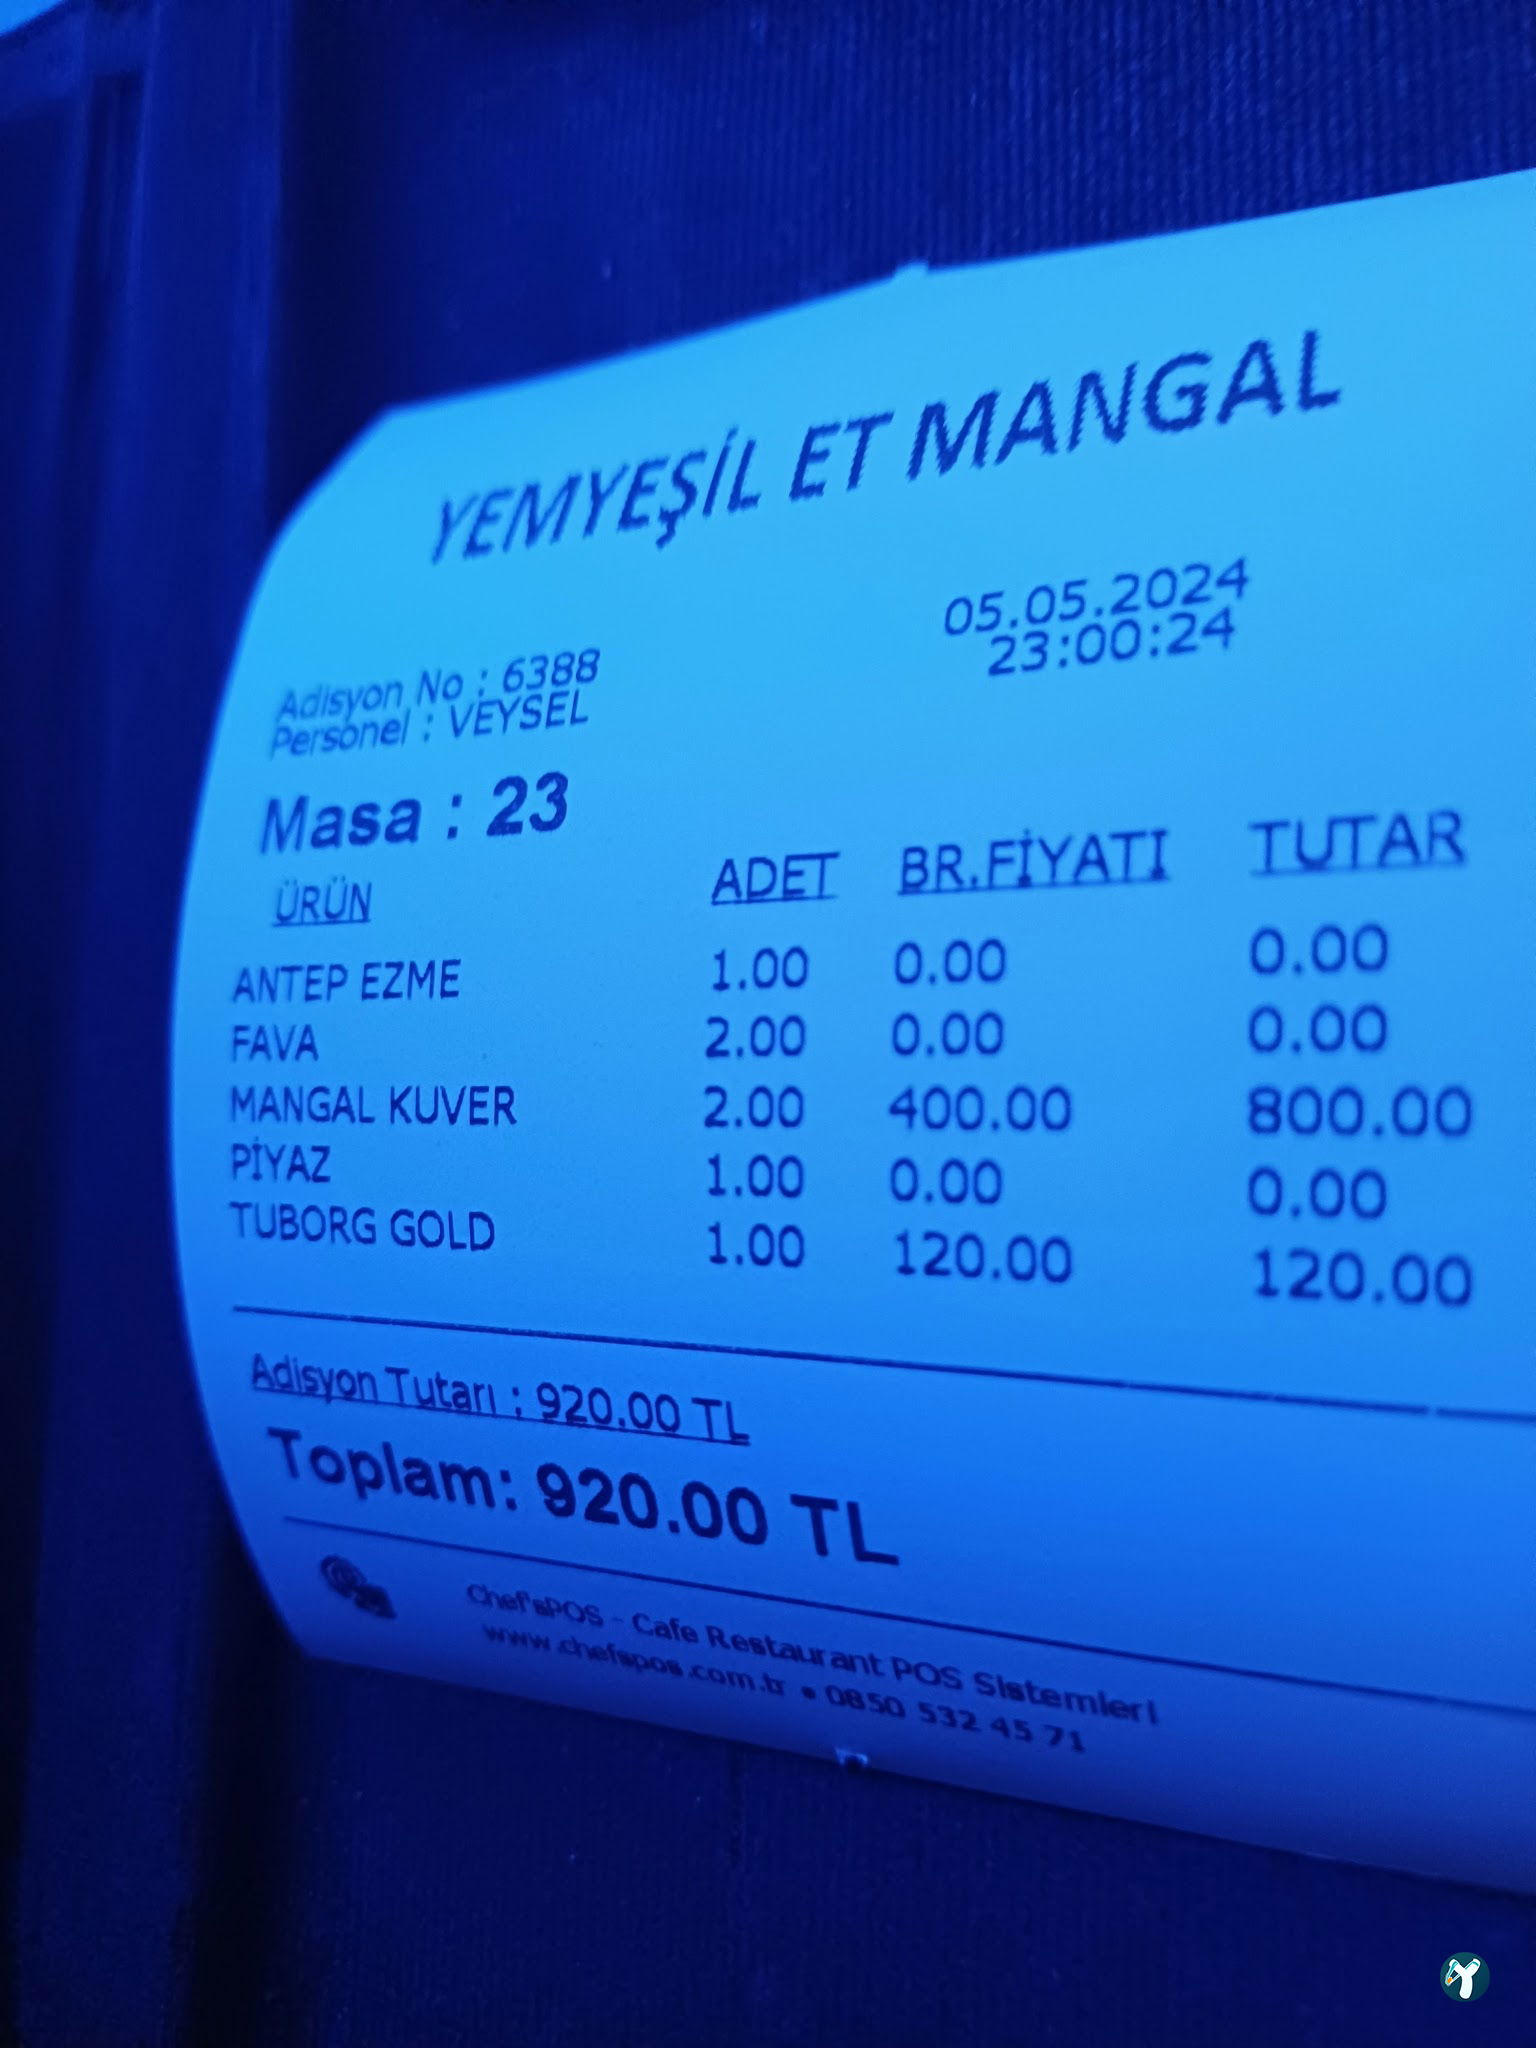 YEMYEŞİL ET MANGAL
05.05.2024
23:00:24
Adisyon No : 6388
Personel : VEYSEL
Masa : 23
ÜRÜN ADET BR.FİYATI TUTAR
ANTEP EZME 1.00 0.00 0.00
FAVA 2.00 0.00 0.00
MANGAL KUVER 2.00 400.00 800.00
PİYAZ 1.00 0.00 0.00
TUBORG GOLD 1.00 120.00 120.00
Adisyon Tutarı : 920.00 TL
Toplam: 920.00 TL
Chef'sPOS - Cafe Restaurant POS Sistemleri
www.chefspos.com.tr • 0850 532 45 71